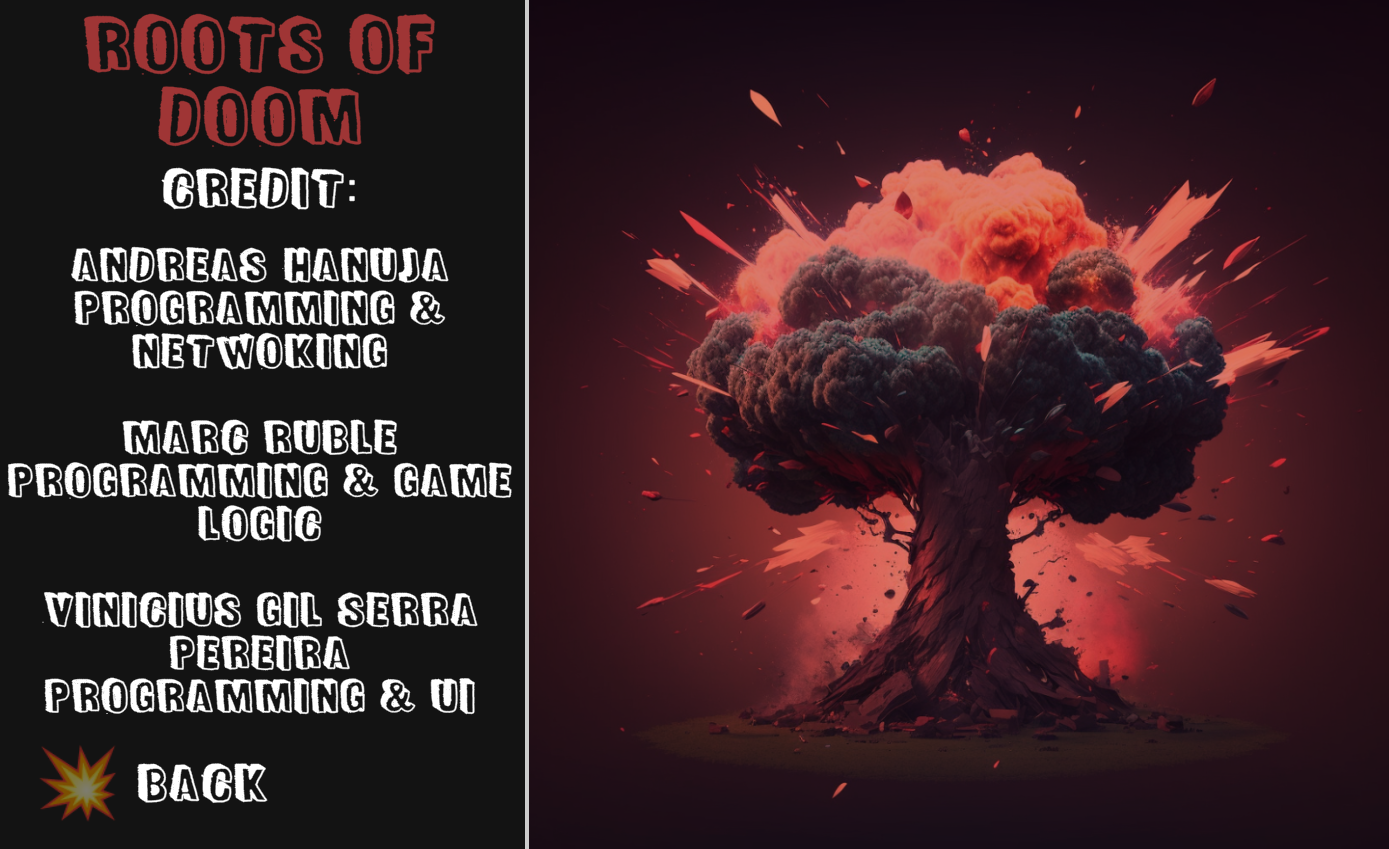 ROOTS OF
DOOM
CREDIT:
ANDREAS HANUJA
PROGRAMMING &
NETWOKING
MARC RUBLE
PROGRAMMING & GAME
LOGIC
VINICIUS GIL SERRA
PEREIRA
PROGRAMMING & UI
BACK